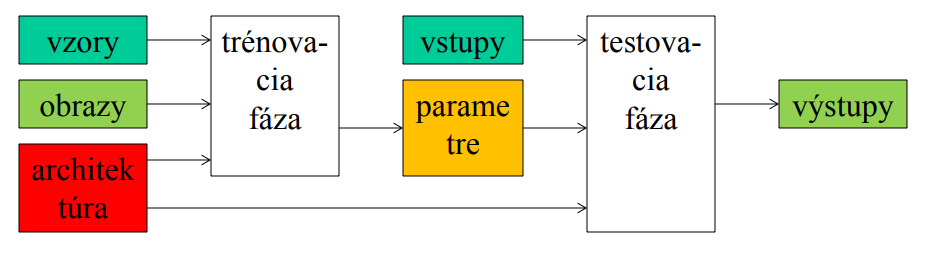 vzory
obrazy
architek
túra
trénova-
cia
fáza
vstupy
parame
tre
testova-
cia
fáza
výstupy